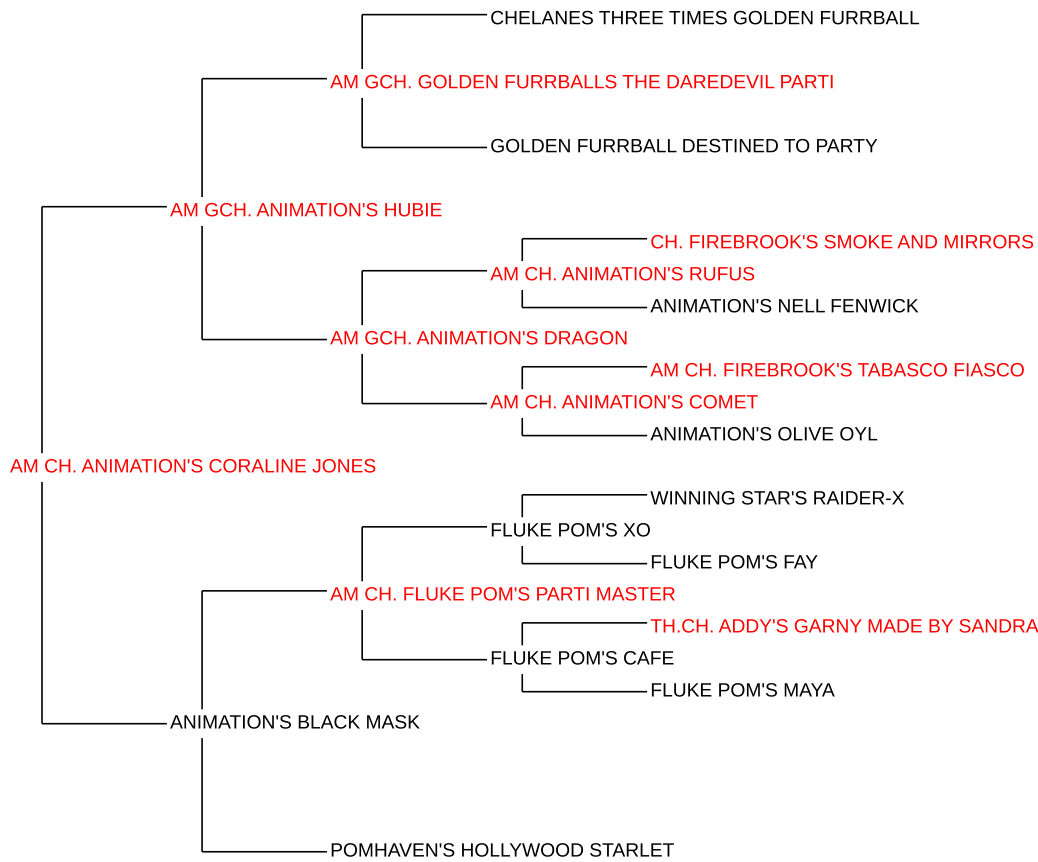 CHELANES THREE TIMES GOLDEN FURRBALL
AM GCH. GOLDEN FURRBALLS THE DAREDEVIL PARTI
GOLDEN FURRBALL DESTINED TO PARTY
AM GCH. ANIMATION'S HUBIE
CH. FIREBROOK'S SMOKE AND MIRRORS
AM CH. ANIMATION'S RUFUS
ANIMATION'S NELL FENWICK
AM GCH. ANIMATION'S DRAGON
AM CH. FIREBROOK'S TABASCO FIASCO
AM CH. ANIMATION'S COMET
ANIMATION'S OLIVE OYL
AM CH. ANIMATION'S CORALINE JONES
WINNING STAR'S RAIDER-X
FLUKE POM'S XO
FLUKE POM'S FAY
AM CH. FLUKE POM'S PARTI MASTER
TH.CH. ADDY'S GARNY MADE BY SANDRA
FLUKE POM'S CAFE
FLUKE POM'S MAYA
ANIMATION'S BLACK MASK
POMHAVEN'S HOLLYWOOD STARLET